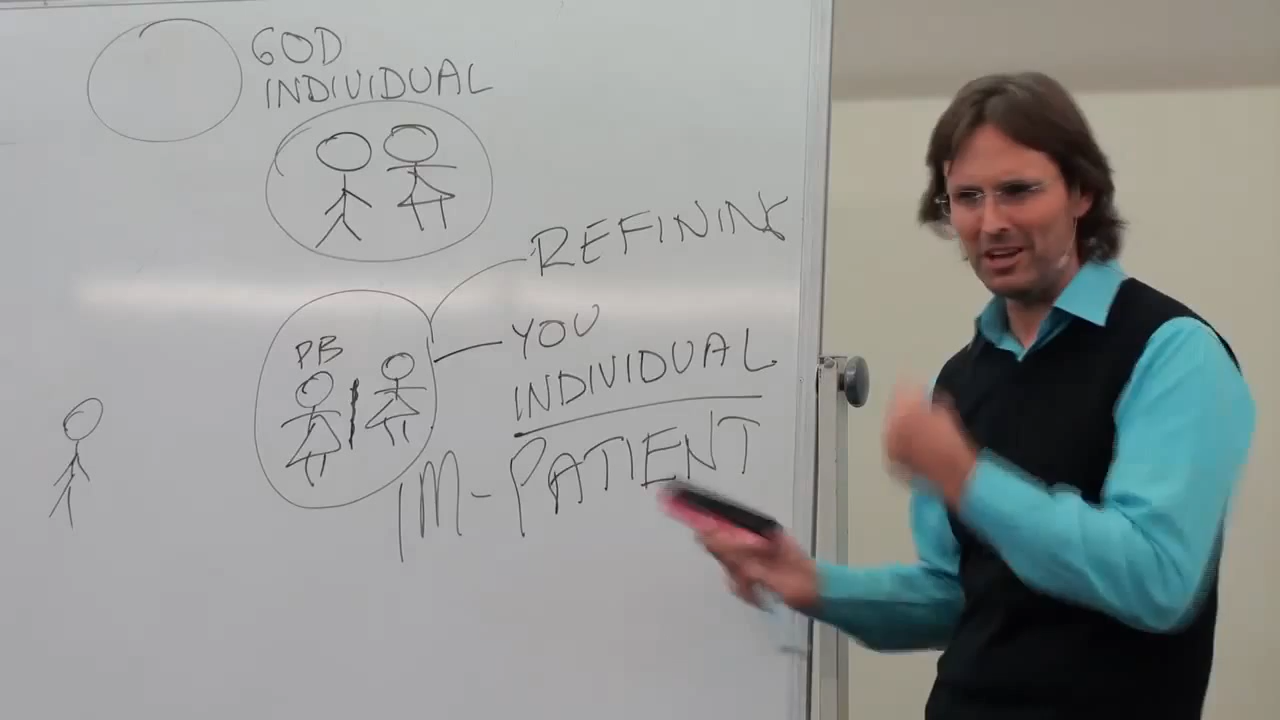 GOD
INDIVIDUAL
REFINING
YOU
PB
INDIVIDUAL
IM-PATIENT